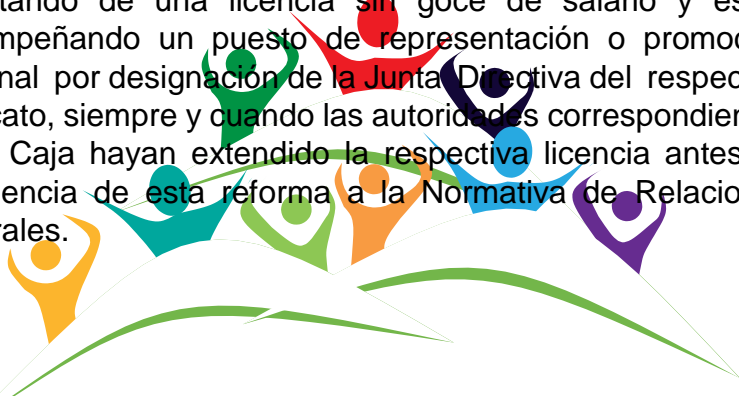 tando de una licencia sin goce de salario y es
mpeñando un puesto de representación o promoc
nal por designación de la Junta Directiva del respec
cato, siempre y cuando las autoridades correspondien
Caja hayan extendido la respectiva licencia antes
encia de esta reforma a la Normativa de Relacio
rales.